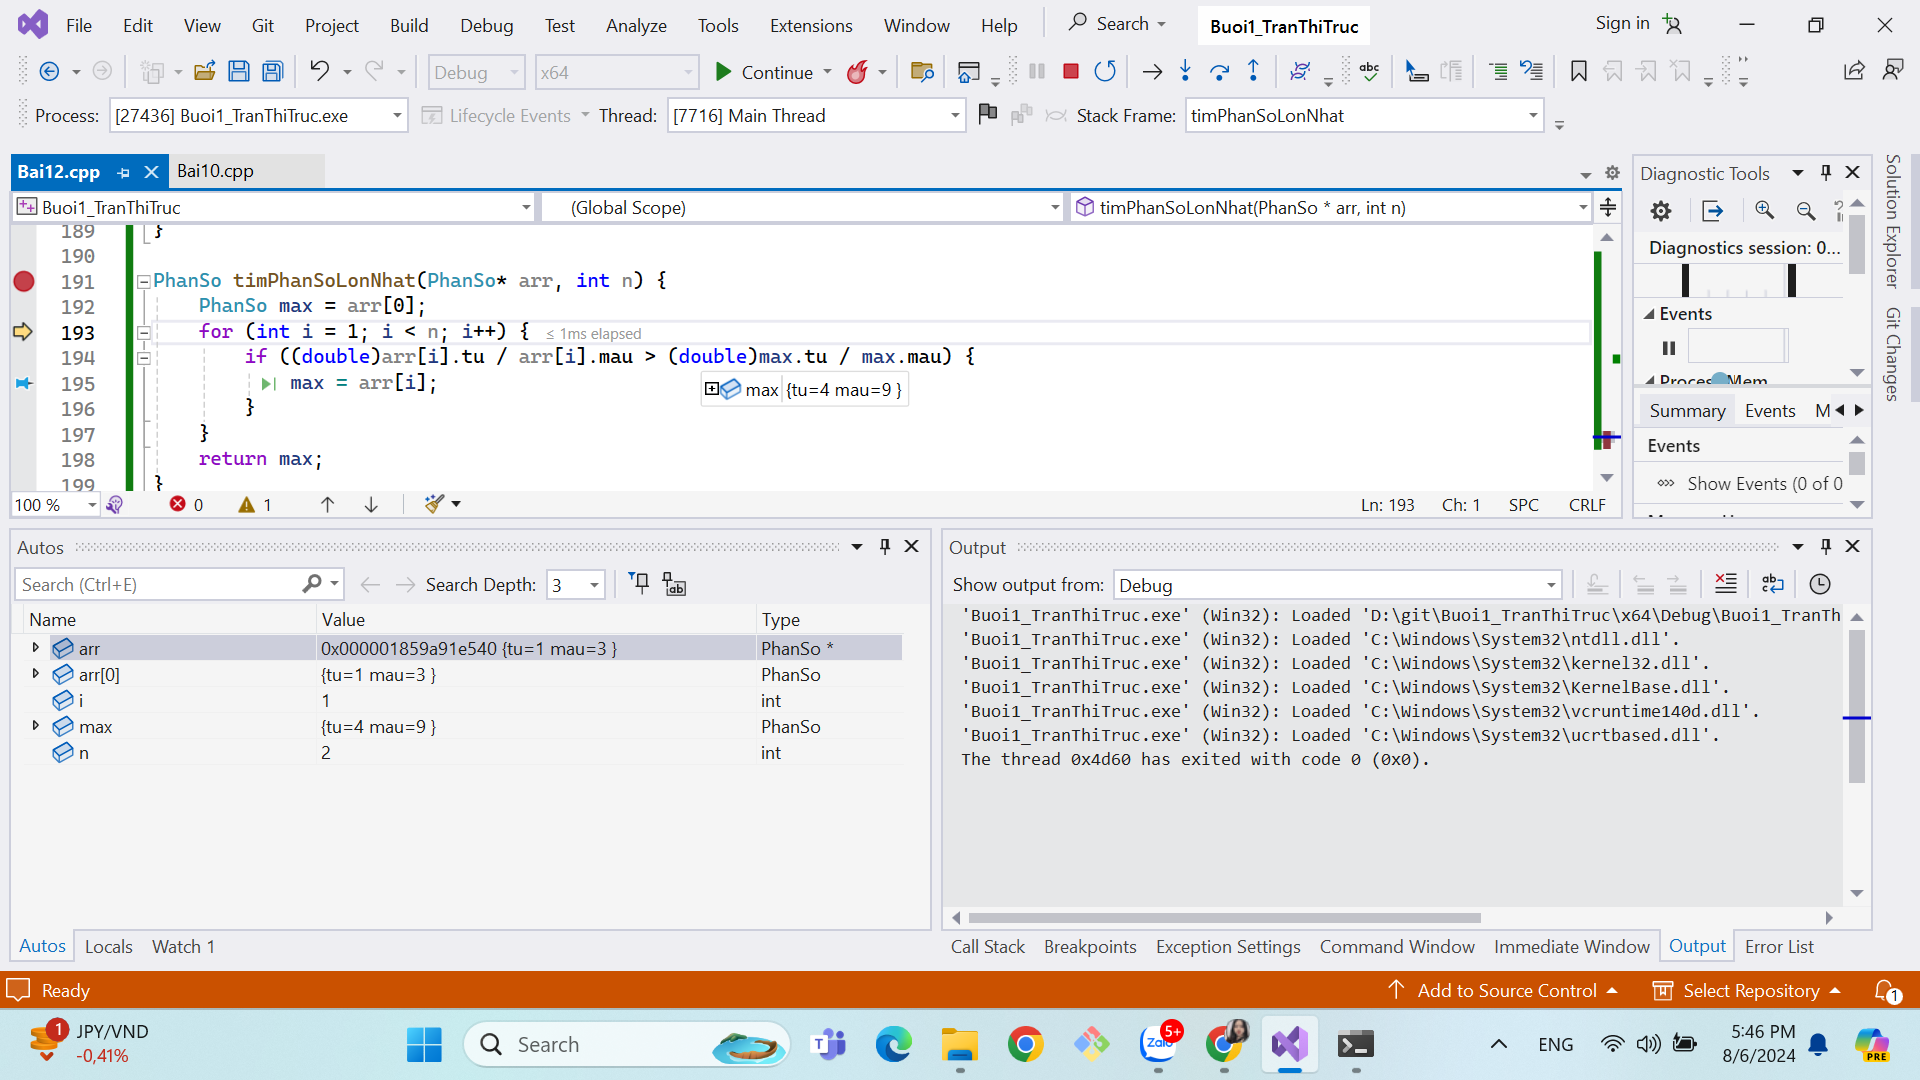 File Edit View Git Project Build Debug Test Analyze Tools Extensions Window Help Search Buoi1_TranThiTruc Sign in
Debug x64 Continue
Process: [27436] Buoi1_TranThiTruc.exe Lifecycle Events Thread: [7716] Main Thread Stack Frame: timPhanSoLonNhat
Bai12.cpp Bai10.cpp
Buoi1_TranThiTruc (Global Scope) timPhanSoLonNhat(PhanSo * arr, int n)
189 }
190
191 PhanSo timPhanSoLonNhat(PhanSo* arr, int n) {
192 PhanSo max = arr[0];
193 for (int i = 1; i < n; i++) { ≤ 1ms elapsed
194 if ((double)arr[i].tu / arr[i].mau > (double)max.tu / max.mau) {
195 max = arr[i];
max {tu=4 mau=9 }
196 }
197 }
198 return max;
199 }
100 % 0 1 Ln: 193 Ch: 1 SPC CRLF
Diagnostic Tools
Diagnostics session: 0...
Events
Summary Events M
Events
Show Events (0 of 0
Solution Explorer
Git Changes
Autos
Search (Ctrl+E) Search Depth: 3
Name Value Type
arr 0x000001859a91e540 {tu=1 mau=3 } PhanSo *
arr[0] {tu=1 mau=3 } PhanSo
i 1 int
max {tu=4 mau=9 } PhanSo
n 2 int
Autos Locals Watch 1
Output
Show output from: Debug
'Buoi1_TranThiTruc.exe' (Win32): Loaded 'D:\git\Buoi1_TranThiTruc\x64\Debug\Buoi1_TranTh
'Buoi1_TranThiTruc.exe' (Win32): Loaded 'C:\Windows\System32\ntdll.dll'.
'Buoi1_TranThiTruc.exe' (Win32): Loaded 'C:\Windows\System32\kernel32.dll'.
'Buoi1_TranThiTruc.exe' (Win32): Loaded 'C:\Windows\System32\KernelBase.dll'.
'Buoi1_TranThiTruc.exe' (Win32): Loaded 'C:\Windows\System32\vcruntime140d.dll'.
'Buoi1_TranThiTruc.exe' (Win32): Loaded 'C:\Windows\System32\ucrtbased.dll'.
The thread 0x4d60 has exited with code 0 (0x0).
Call Stack Breakpoints Exception Settings Command Window Immediate Window Output Error List
Ready Add to Source Control Select Repository 1
1 JPY/VND
-0,41%
Search 5+ Zalo ENG
5:46 PM
8/6/2024
PRE